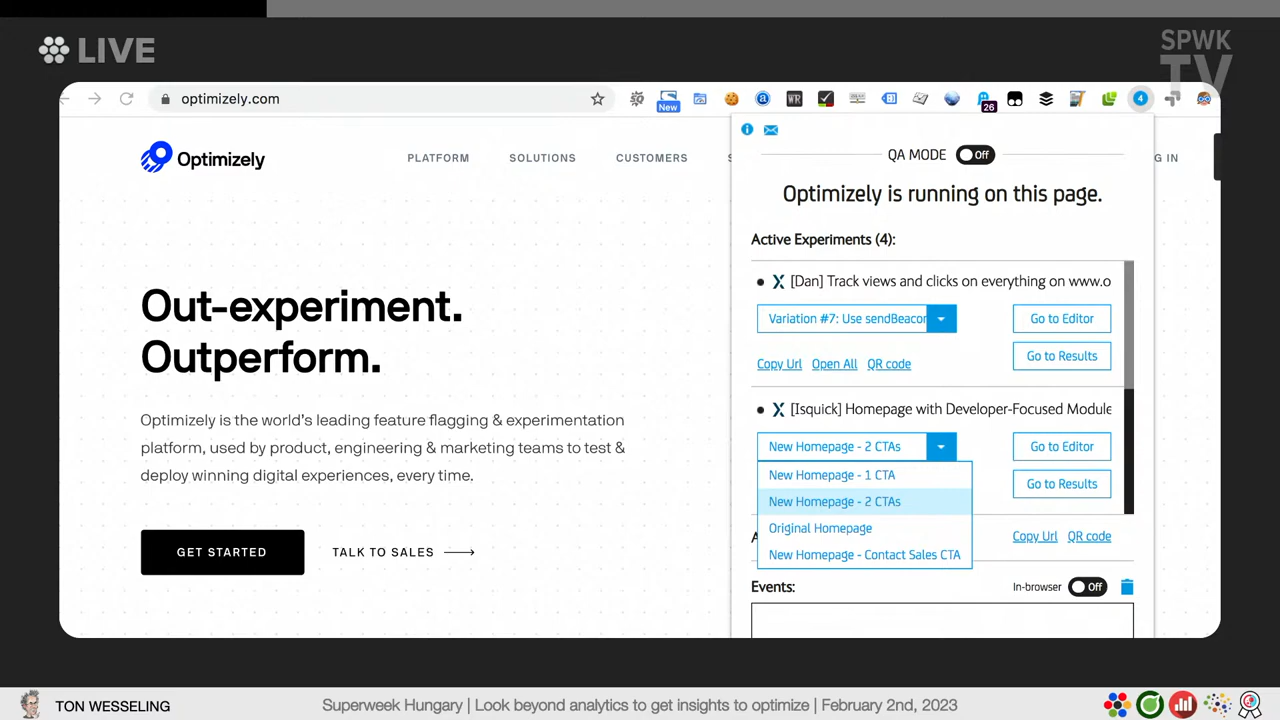 LIVE
SPWK
TV
optimizely.com
New
26
4
Optimizely
PLATFORM
SOLUTIONS
CUSTOMERS
G IN
QA MODE
Off
Optimizely is running on this page.
Active Experiments (4):
[Dan] Track views and clicks on everything on www.o
Variation #7: Use sendBeacon
Go to Editor
Go to Results
Copy Url
Open All
QR code
[Isquick] Homepage with Developer-Focused Module
New Homepage - 2 CTAs
Go to Editor
New Homepage - 1 CTA
Go to Results
New Homepage - 2 CTAs
Original Homepage
Copy Url
QR code
New Homepage - Contact Sales CTA
Events:
In-browser
Off
Out-experiment.
Outperform.
Optimizely is the world's leading feature flagging & experimentation
platform, used by product, engineering & marketing teams to test &
deploy winning digital experiences, every time.
GET STARTED
TALK TO SALES
TON WESSELING
Superweek Hungary | Look beyond analytics to get insights to optimize | February 2nd, 2023